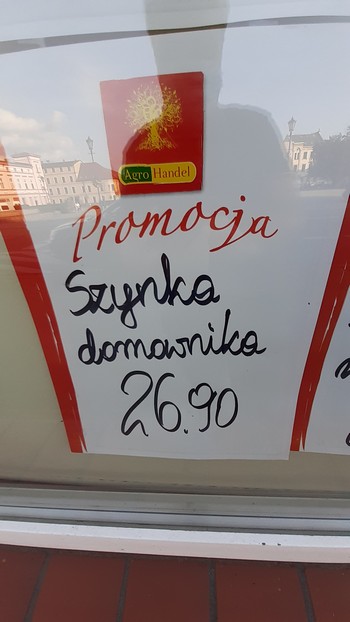 Agro Handel
Promocja
Szynka
domownika
26.90